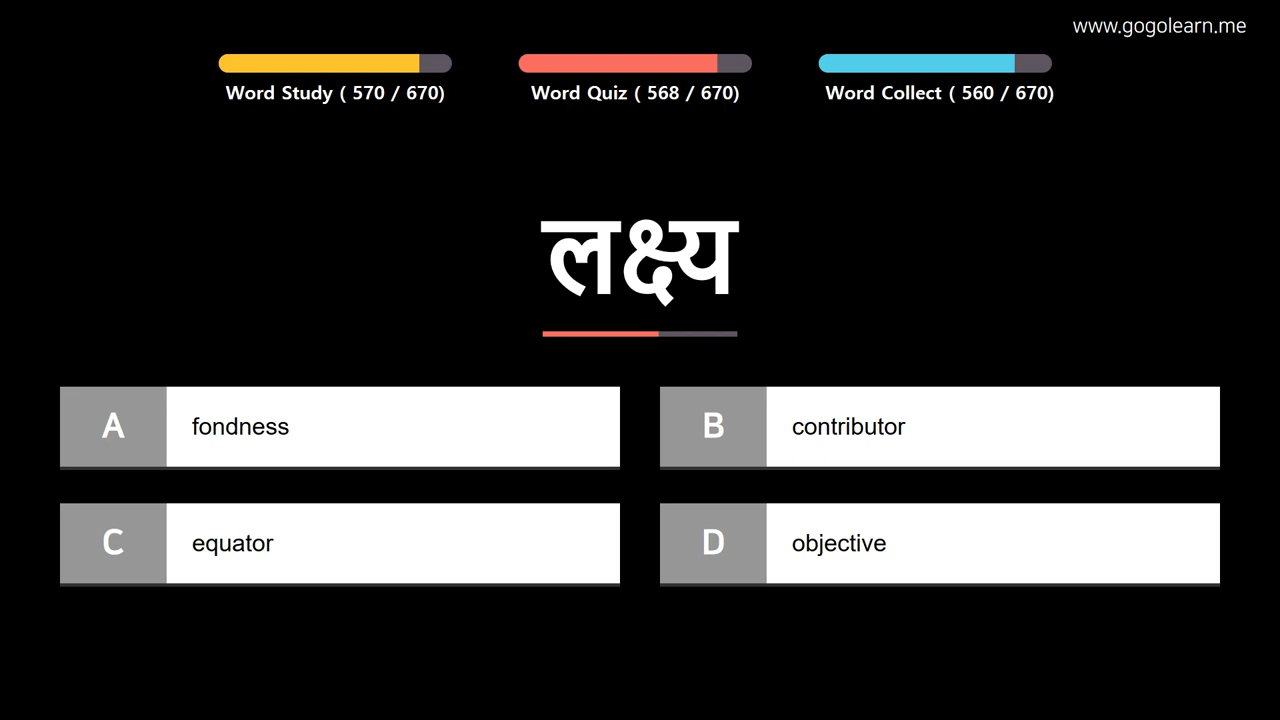 www.gogolearn.me
Word Study ( 570 / 670)
Word Quiz ( 568 / 670)
Word Collect ( 560 / 670)
लक्ष्य
A fondness
B contributor
C equator
D objective